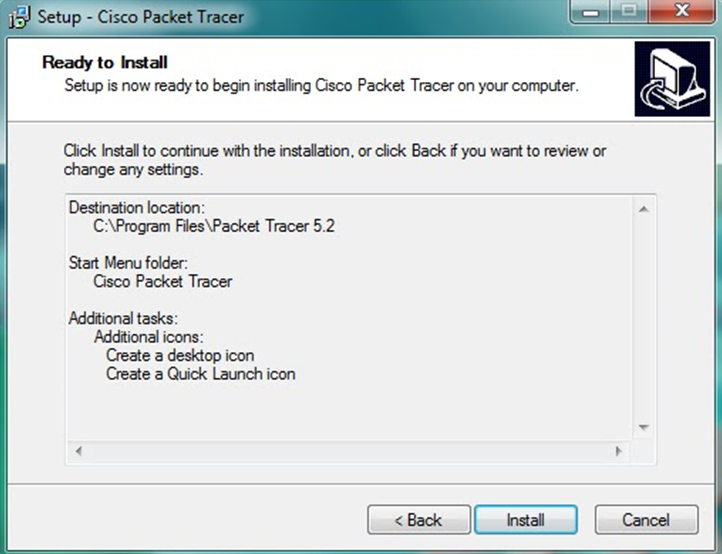 Setup - Cisco Packet Tracer
Ready to Install
Setup is now ready to begin installing Cisco Packet Tracer on your computer.
Click Install to continue with the installation, or click Back if you want to review or
change any settings.
Destination location:
C:\Program Files\Packet Tracer 5.2
Start Menu folder:
Cisco Packet Tracer
Additional tasks:
Additional icons:
Create a desktop icon
Create a Quick Launch icon
< Back
Install
Cancel